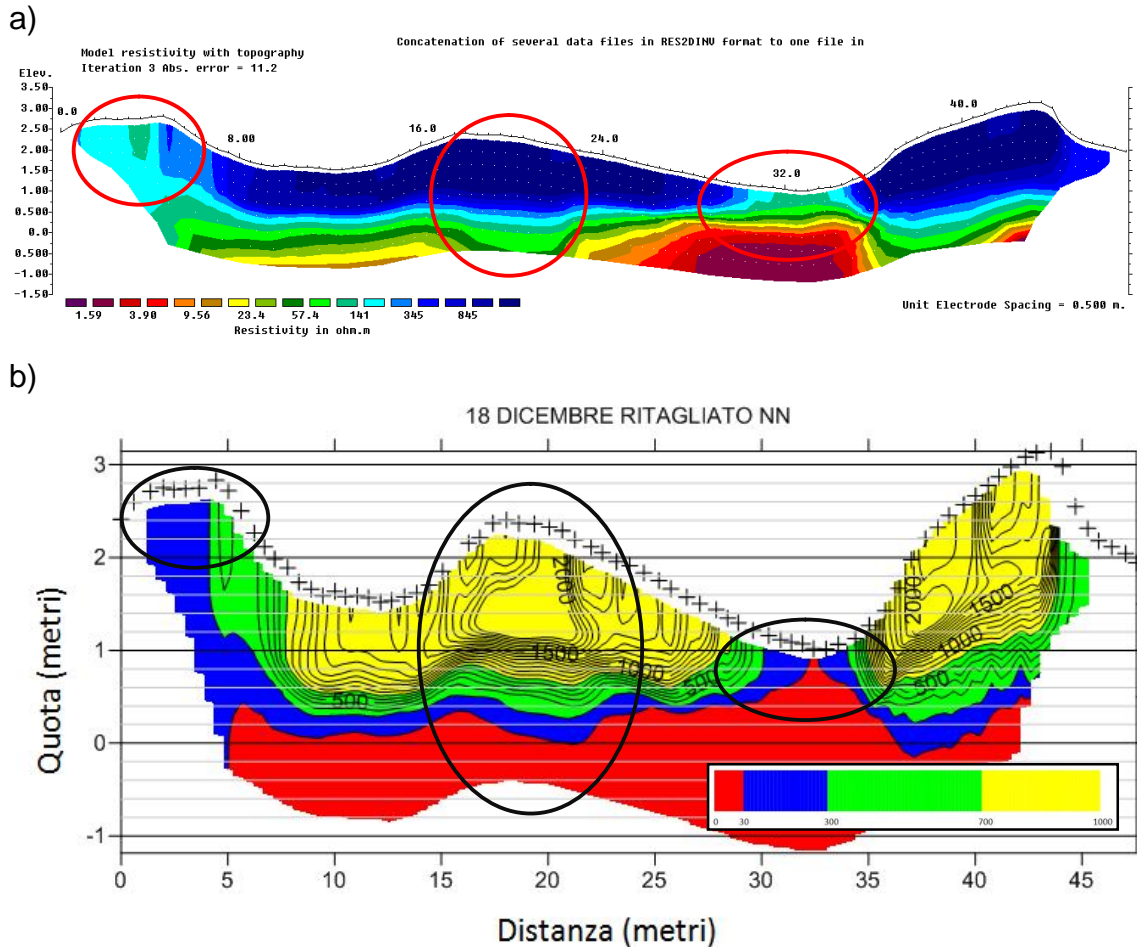 a)
Model resistivity with topography
Iteration 3 Abs. error = 11.2
Concatenation of several data files in RES2DINV format to one file in
Elev.
3.50
3.00
2.50
2.00
1.50
1.00
0.500
0.0
0.500
-1.00
-1.50
0.0
8.00
16.0
24.0
32.0
40.0
1.59 3.90 9.56 23.4 57.4 141 345 845
Resistivity in ohm.m
Unit Electrode Spacing = 0.500 m.
b)
18 DICEMBRE RITAGLIATO NN
Quota (metri)
3
2
1
0
-1
500
1500
2000
1000
500
2000
1500
1000
500
0 30 300 700 1000
0 5 10 15 20 25 30 35 40 45
Distanza (metri)